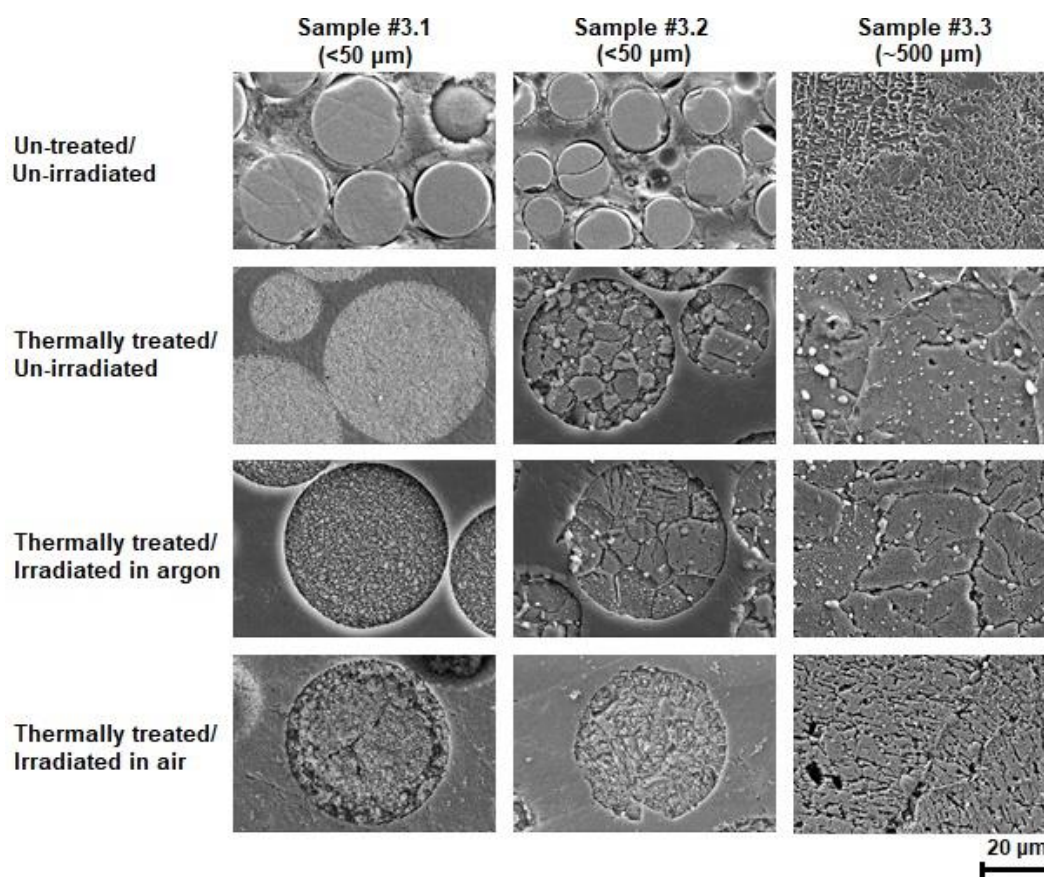 Sample #3.1
(<50 µm)
Sample #3.2
(<50 µm)
Sample #3.3
(~500 µm)
Un-treated/
Un-irradiated
Thermally treated/
Un-irradiated
Thermally treated/
Irradiated in argon
Thermally treated/
Irradiated in air
20 µm